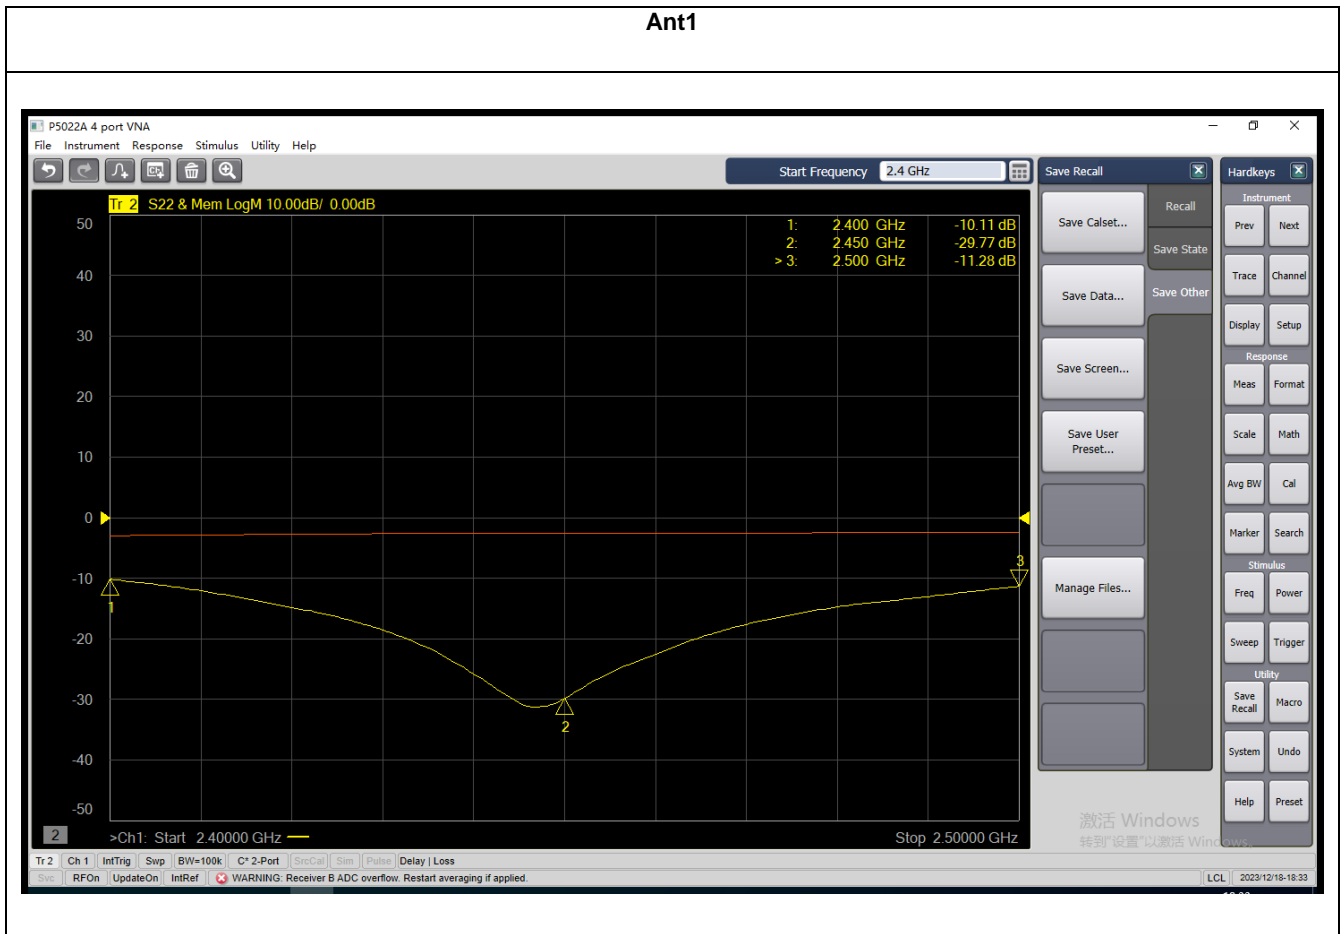 Ant1
P5022A 4 port VNA
File Instrument Response Stimulus Utility Help
Start Frequency 2.4 GHz
Tr 2 S22 & Mem LogM 10.00dB/ 0.00dB
1: 2.400 GHz -10.11 dB
2: 2.450 GHz -29.77 dB
> 3: 2.500 GHz -11.28 dB
50
40
30
20
10
0
-10
-20
-30
-40
-50
1
2
3
2
>Ch1: Start 2.40000 GHz
Stop 2.50000 GHz
Save Recall
Save Calset...
Save Data...
Save Screen...
Save User
Preset...
Manage Files...
Recall
Save State
Save Other
Hardkeys
Instrument
Prev Next
Trace Channel
Display Setup
Response
Meas Format
Scale Math
Avg BW Cal
Marker Search
Stimulus
Freq Power
Sweep Trigger
Utility
Save
Recall
Macro
System Undo
Help Preset
激活 Windows
转到"设置"以激活 Windows。
Tr 2 Ch 1 IntTrig Swp BW=100k C* 2-Port SrcCal Sim Pulse Delay | Loss
Svc RFOn UpdateOn IntRef WARNING: Receiver B ADC overflow. Restart averaging if applied.
LCL 2023/12/18-18:33